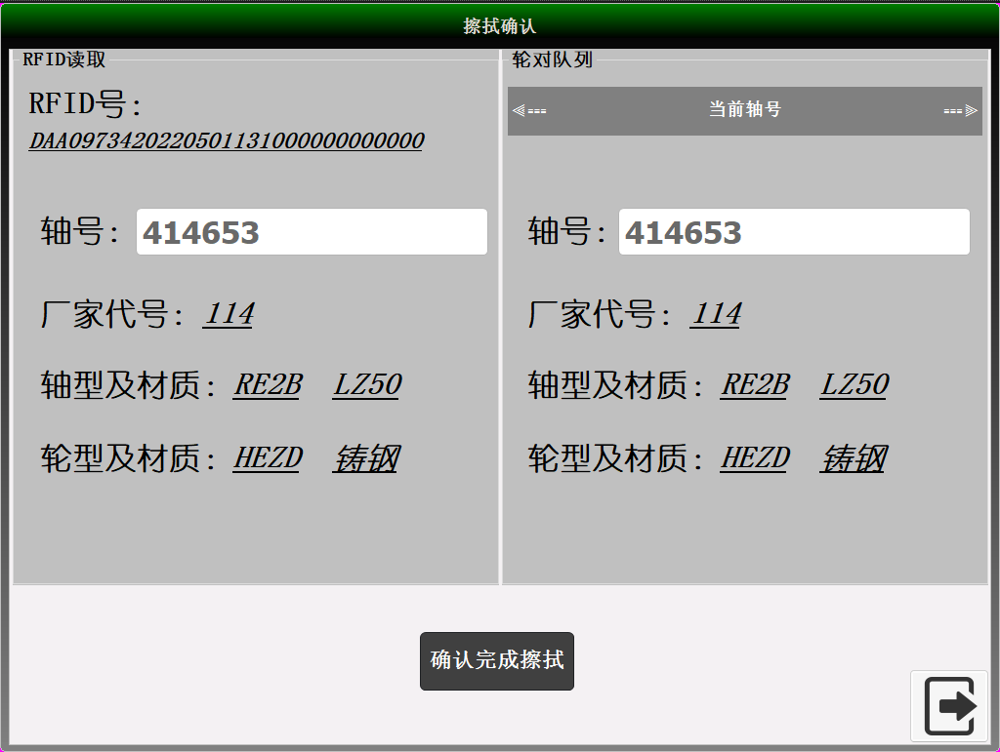 擦拭确认
RFID读取
RFID号:
DAA09734202205011310000000000000
轴号: 414653
厂家代号: 114
轴型及材质: RE2B LZ50
轮型及材质: HEZD 铸钢
轮对队列
⫷=== 当前轴号 ===⫸
轴号: 414653
厂家代号: 114
轴型及材质: RE2B LZ50
轮型及材质: HEZD 铸钢
确认完成擦拭